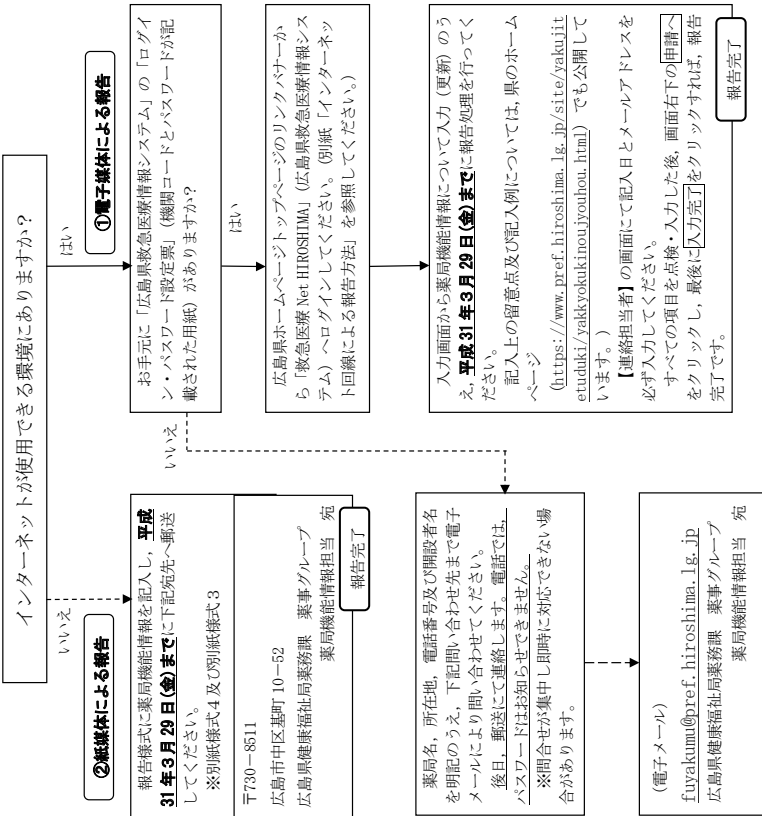 インターネットが使用できる環境にありますか？
はい
いいえ
①電子媒体による報告
お手元に「広島県救急医療情報システム」の「ログイ
ン・パスワード設定票」（機関コードとパスワードが記
載された用紙）がありますか？
はい
いいえ
広島県ホームページトップページのリンクバナーか
ら「救急医療 Net HIROSHIMA」（広島県救急医療情報シス
テム）へログインしてください。（別紙「インターネッ
ト回線による報告方法」を参照してください。）
入力画面から薬局機能情報について入力（更新）のう
え，平成 31 年３月 29 日(金)までに報告処理を行ってく
ださい。
記入上の留意点及び記入例については，県のホーム
ページ
(https://www.pref.hiroshima.lg.jp/site/yakujit
etuduki/yakkyokukinoujyouhou.html) でも公開して
います。）
【連絡担当者】の画面にて記入日とメールアドレスを
必ず入力してください。
すべての項目を点検・入力した後，画面右下の申請へ
をクリックし，最後に入力完了をクリックすれば，報告
完了です。
報告完了
②紙媒体による報告
報告様式に薬局機能情報を記入し，平成
31 年３月 29 日(金)までに下記宛先へ郵送
してください。
※別紙様式４及び別紙様式３
〒730－8511
広島市中区基町 10－52
広島県健康福祉局薬務課　薬事グループ
薬局機能情報担当　宛
報告完了
薬局名，所在地，電話番号及び開設者名
を明記のうえ，下記問い合わせ先まで電子
メールにより問い合わせてください。
後日，郵送にて連絡します。電話では，
パスワードはお知らせできません。
※問合せが集中し即時に対応できない場
合があります。
(電子メール)
fuyakumu@pref.hiroshima.lg.jp
広島県健康福祉局薬務課　薬事グループ
薬局機能情報担当　宛